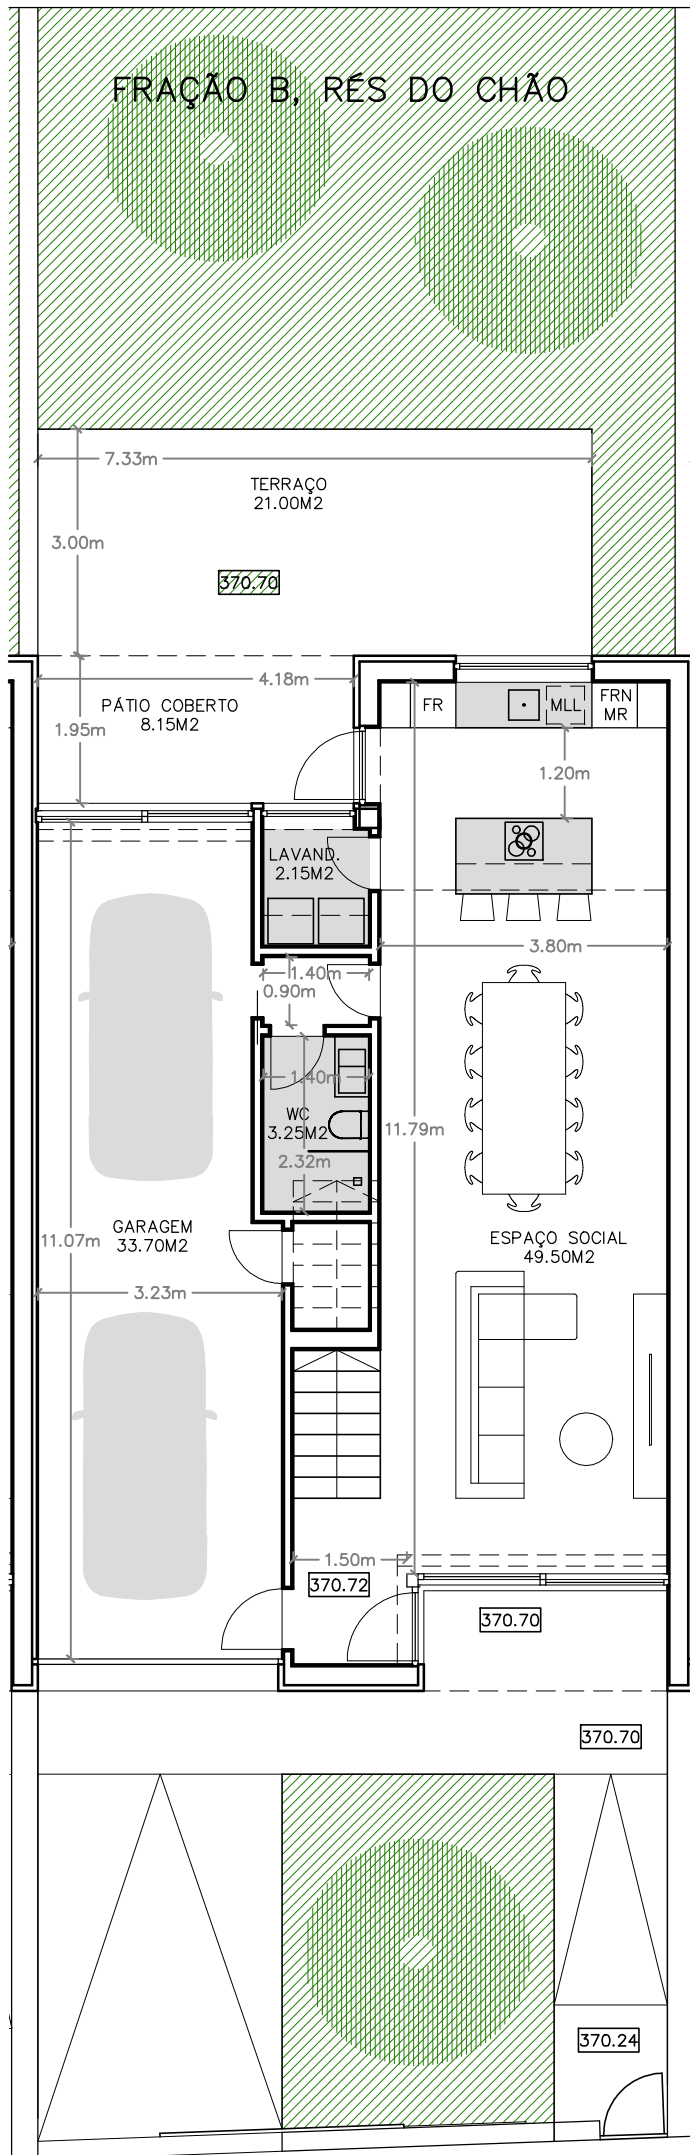 FRAÇÃO B, RÉS DO CHÃO
7.33m
TERRAÇO
21.00M2
3.00m
370.70
4.18m
PÁTIO COBERTO
8.15M2
1.95m
FR
MLL
FRN
MR
1.20m
LAVAND.
2.15M2
3.80m
1.40m
0.90m
1.40m
WC
3.25M2
11.79m
2.32m
GARAGEM
33.70M2
11.07m
ESPAÇO SOCIAL
49.50M2
3.23m
1.50m
370.72
370.70
370.70
370.24